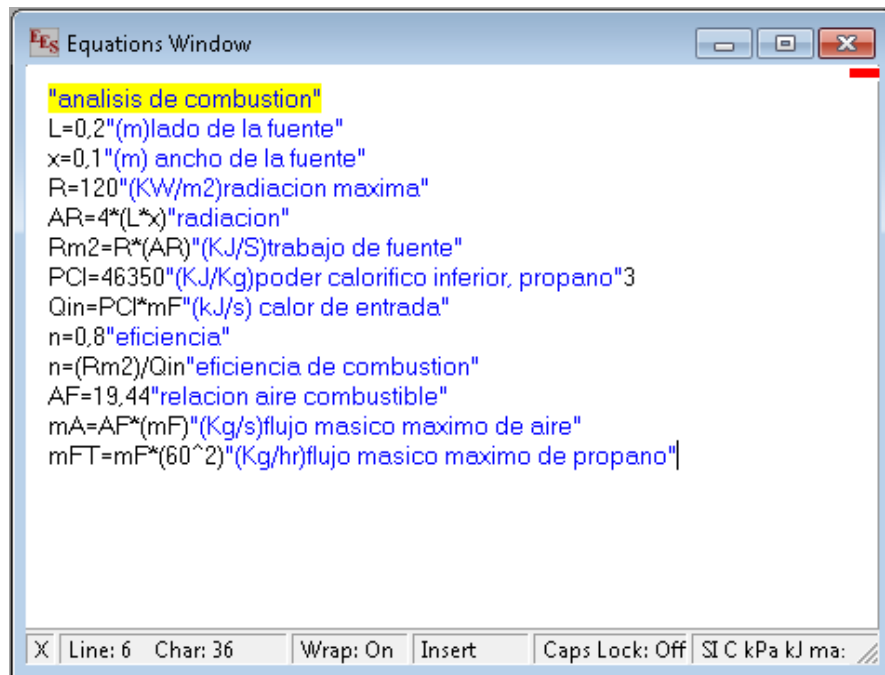 EES Equations Window
"analisis de combustion"
L=0,2"(m)lado de la fuente"
x=0,1"(m) ancho de la fuente"
R=120"(KW/m2)radiacion maxima"
AR=4*(L*x)"radiacion"
Rm2=R*(AR)"(KJ/S)trabajo de fuente"
PCI=46350"(KJ/Kg)poder calorifico inferior, propano"3
Qin=PCI*mF"(kJ/s) calor de entrada"
n=0,8"eficiencia"
n=(Rm2)/Qin"eficiencia de combustion"
AF=19,44"relacion aire combustible"
mA=AF*(mF)"(Kg/s)flujo masico maximo de aire"
mFT=mF*(60^2)"(Kg/hr)flujo masico maximo de propano"
X Line: 6 Char: 36 Wrap: On Insert Caps Lock: Off SI C kPa kJ ma: